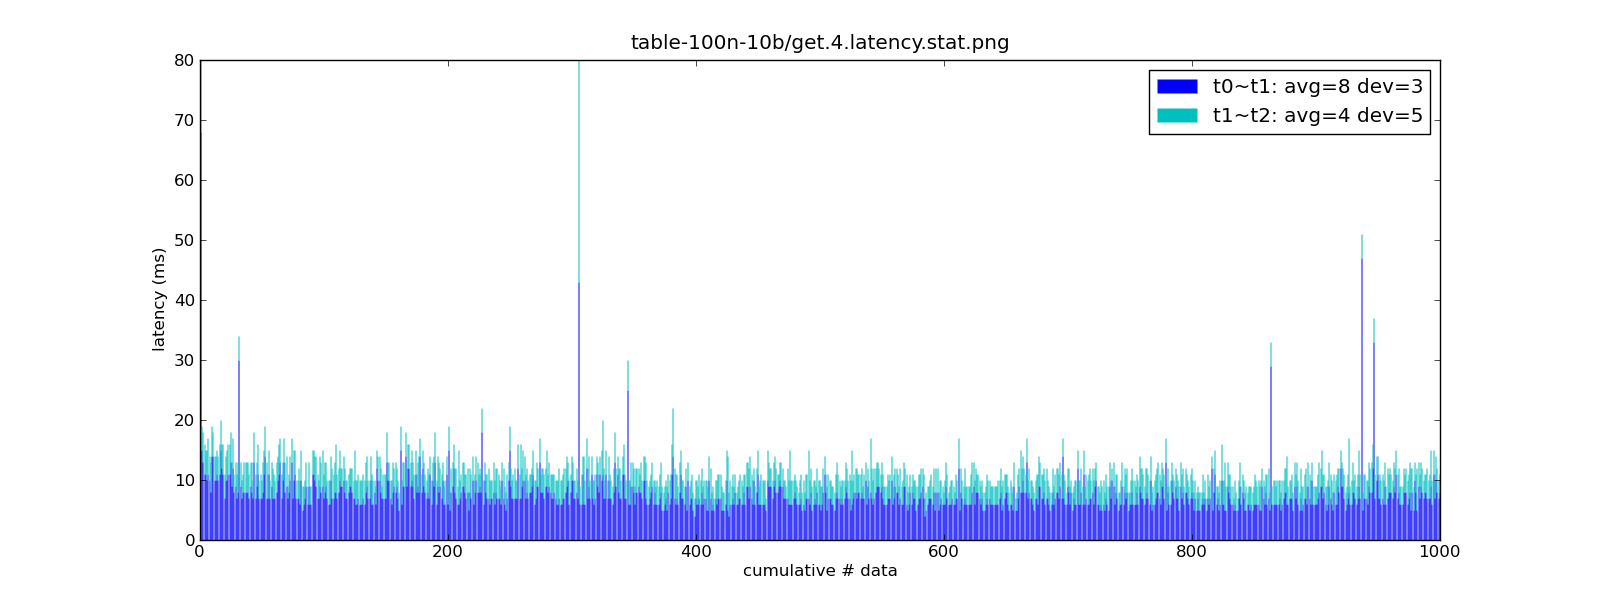 table-100n-10b/get.4.latency.stat.png
80
70
60
50
40
30
20
10
0
latency (ms)
t0~t1: avg=8 dev=3
t1~t2: avg=4 dev=5
0 200 400 600 800 1000
cumulative # data